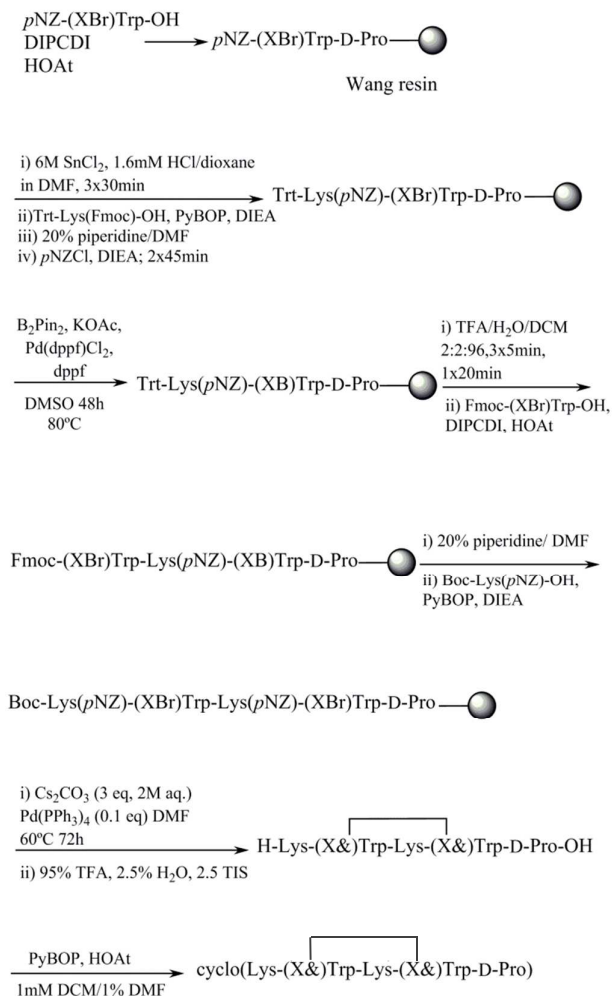 pNZ-(XBr)Trp-OH
DIPCDI
HOAt
pNZ-(XBr)Trp-D-Pro
Wang resin
i) 6M SnCl₂, 1.6mM HCl/dioxane
in DMF, 3x30min
ii)Trt-Lys(Fmoc)-OH, PyBOP, DIEA
iii) 20% piperidine/DMF
iv) pNZCl, DIEA; 2x45min
Trt-Lys(pNZ)-(XBr)Trp-D-Pro
B₂Pin₂, KOAc,
Pd(dppf)Cl₂,
dppf
DMSO 48h
80ºC
Trt-Lys(pNZ)-(XB)Trp-D-Pro
i) TFA/H₂O/DCM
2:2:96,3x5min,
1x20min
ii) Fmoc-(XBr)Trp-OH,
DIPCDI, HOAt
Fmoc-(XBr)Trp-Lys(pNZ)-(XB)Trp-D-Pro
i) 20% piperidine/ DMF
ii) Boc-Lys(pNZ)-OH,
PyBOP, DIEA
Boc-Lys(pNZ)-(XBr)Trp-Lys(pNZ)-(XBr)Trp-D-Pro
i) Cs₂CO₃ (3 eq, 2M aq.)
Pd(PPh₃)₄ (0.1 eq) DMF
60ºC 72h
ii) 95% TFA, 2.5% H₂O, 2.5 TIS
H-Lys-(X&)Trp-Lys-(X&)Trp-D-Pro-OH
PyBOP, HOAt
1mM DCM/1% DMF
cyclo(Lys-(X&)Trp-Lys-(X&)Trp-D-Pro)